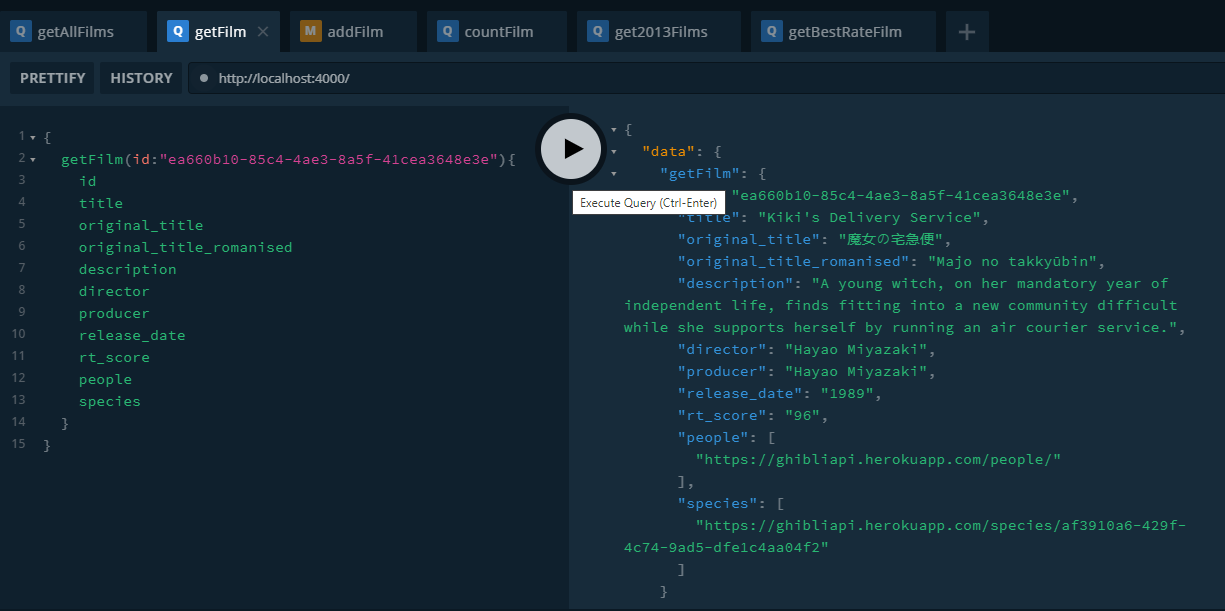 Q getAllFilms
Q getFilm ×
M addFilm
Q countFilm
Q get2013Films
Q getBestRateFilm
+
PRETTIFY
HISTORY
http://localhost:4000/
1 {
2 getFilm(id:"ea660b10-85c4-4ae3-8a5f-41cea3648e3e"){
3 id
4 title
5 original_title
6 original_title_romanised
7 description
8 director
9 producer
10 release_date
11 rt_score
12 people
13 species
14 }
15 }
Execute Query (Ctrl-Enter)
{
"data": {
"getFilm": {
"ea660b10-85c4-4ae3-8a5f-41cea3648e3e",
"title": "Kiki's Delivery Service",
"original_title": "魔女の宅急便",
"original_title_romanised": "Majo no takkyūbin",
"description": "A young witch, on her mandatory year of
independent life, finds fitting into a new community difficult
while she supports herself by running an air courier service.",
"director": "Hayao Miyazaki",
"producer": "Hayao Miyazaki",
"release_date": "1989",
"rt_score": "96",
"people": [
"https://ghibliapi.herokuapp.com/people/"
],
"species": [
"https://ghibliapi.herokuapp.com/species/af3910a6-429f-
4c74-9ad5-dfe1c4aa04f2"
]
}